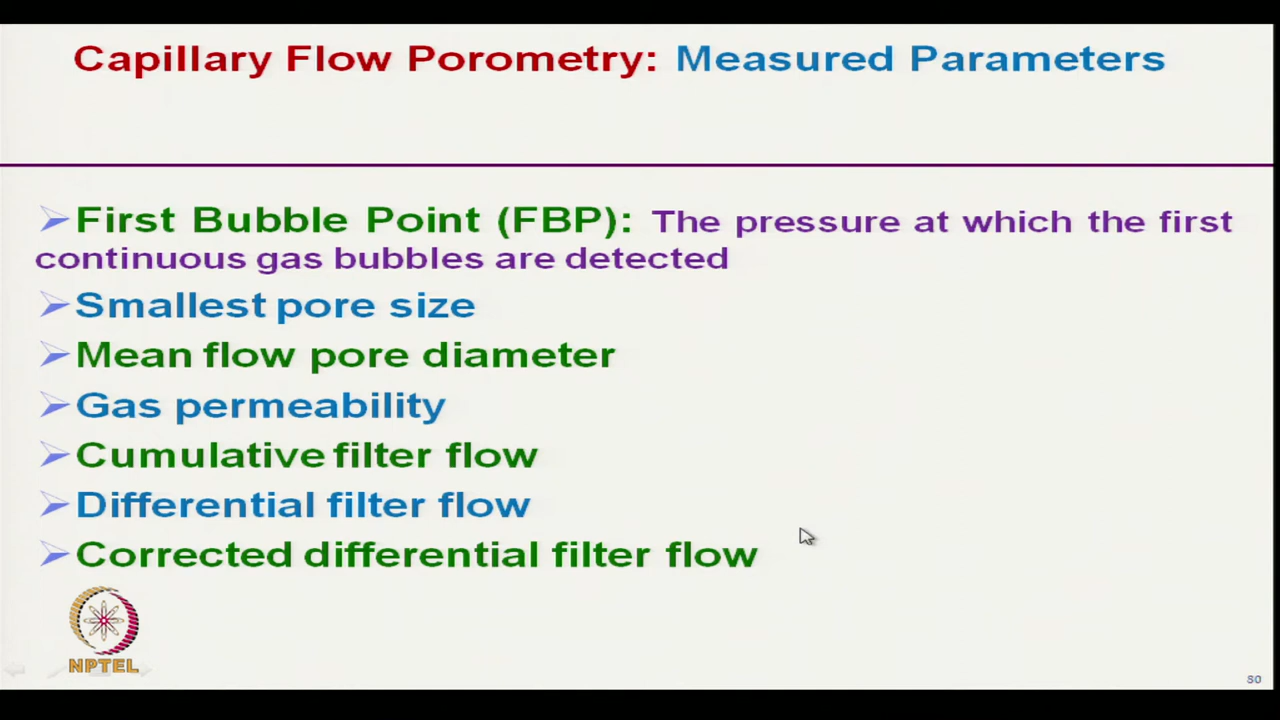 Capillary Flow Porometry: Measured Parameters
First Bubble Point (FBP): The pressure at which the first
continuous gas bubbles are detected
Smallest pore size
Mean flow pore diameter
Gas permeability
Cumulative filter flow
Differential filter flow
Corrected differential filter flow
NPTEL
80